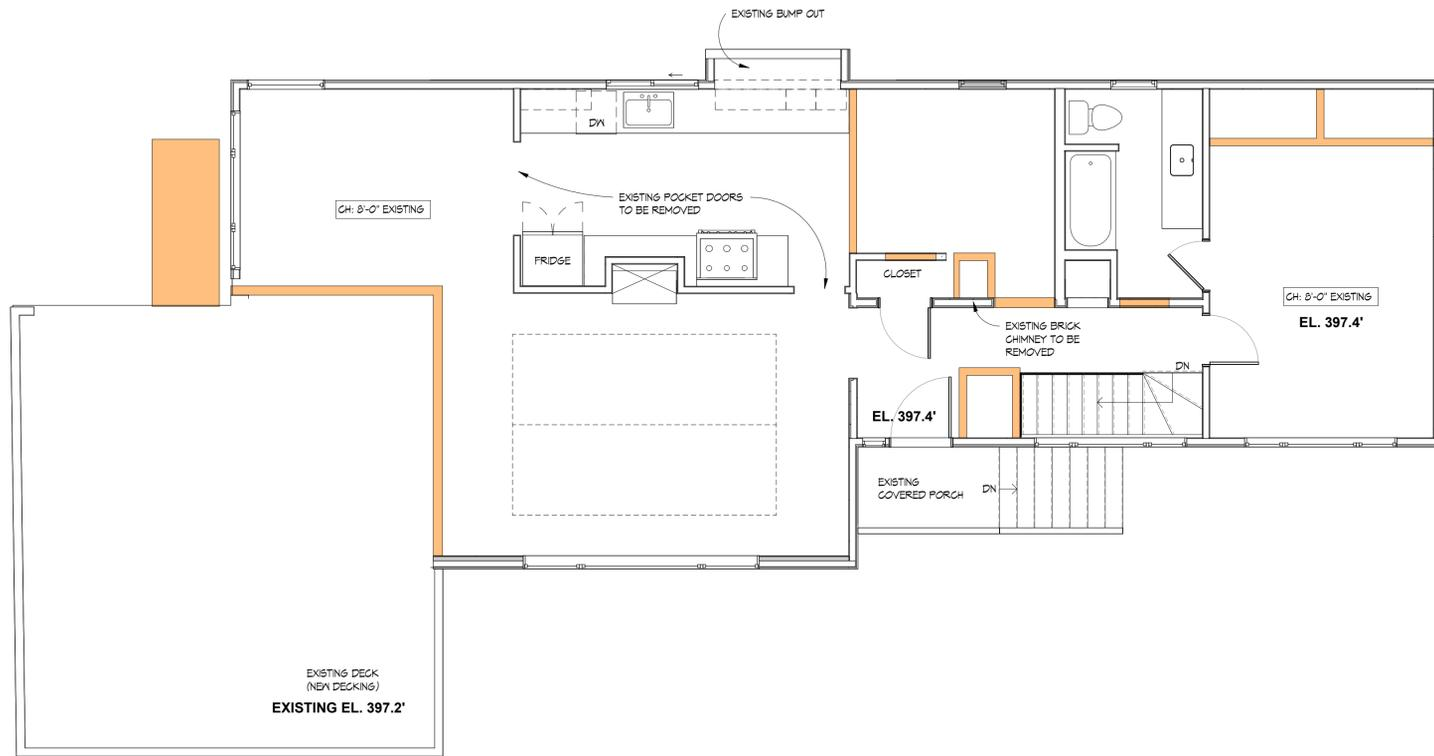 EXISTING BUMP OUT
DW
CH: 8'-0" EXISTING
EXISTING POCKET DOORS
TO BE REMOVED
FRIDGE
CLOSET
CH: 8'-0" EXISTING
EL. 397.4'
EXISTING BRICK
CHIMNEY TO BE
REMOVED
DN
EL. 397.4'
EXISTING
COVERED PORCH
DN
EXISTING DECK
(NEW DECKING)
EXISTING EL. 397.2'